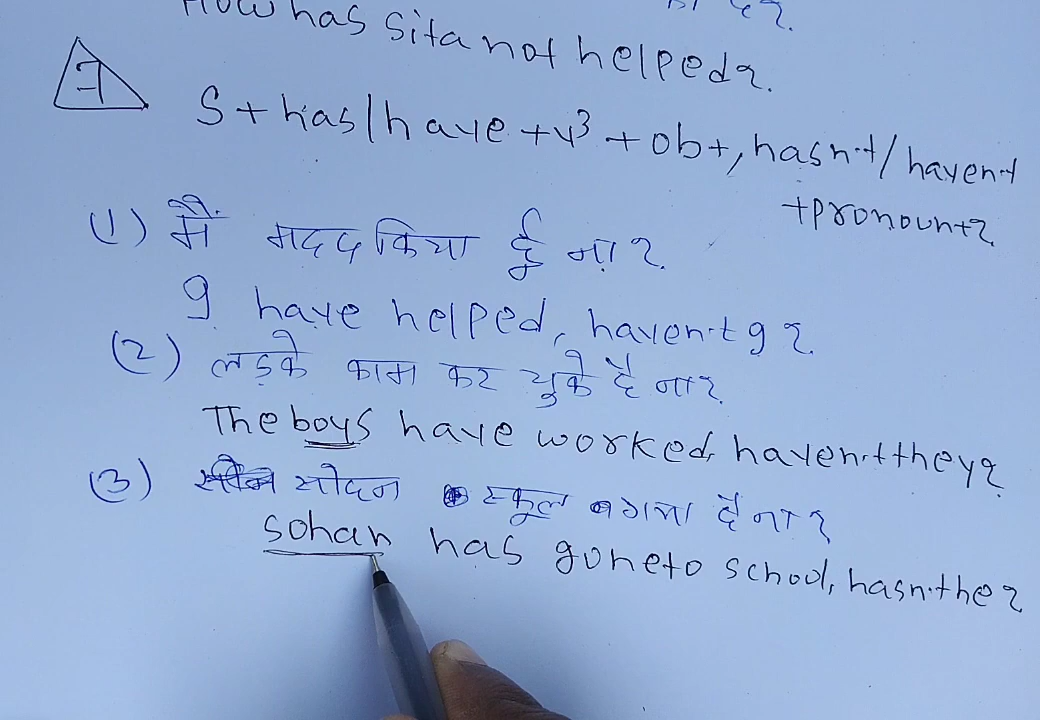 How has sita not helped?
न
S + has/have + v³ + ob+, hasn't/haven't
+pronoun+?
(1) मैं मदद किया हूँ ना?
I have helped, haven't I?
(2) लड़के काम कर चुके है ना?
The boys have worked, haven't they?
(3) सोहन स्कूल गया है ना?
sohan has gone to school, hasn't he?